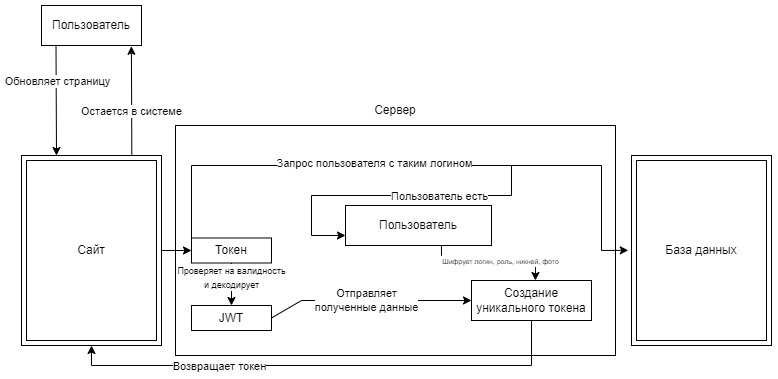 Пользователь
Обновляет страницу
Остается в системе
Сервер
Запрос пользователя с таким логином
Пользователь есть
Пользователь
Сайт
Токен
База данных
Шифрует логин, роль, никней, фото
Проверяет на валидность
и декодирует
Отправляет
полученные данные
Создание
уникального токена
JWT
Возвращает токен